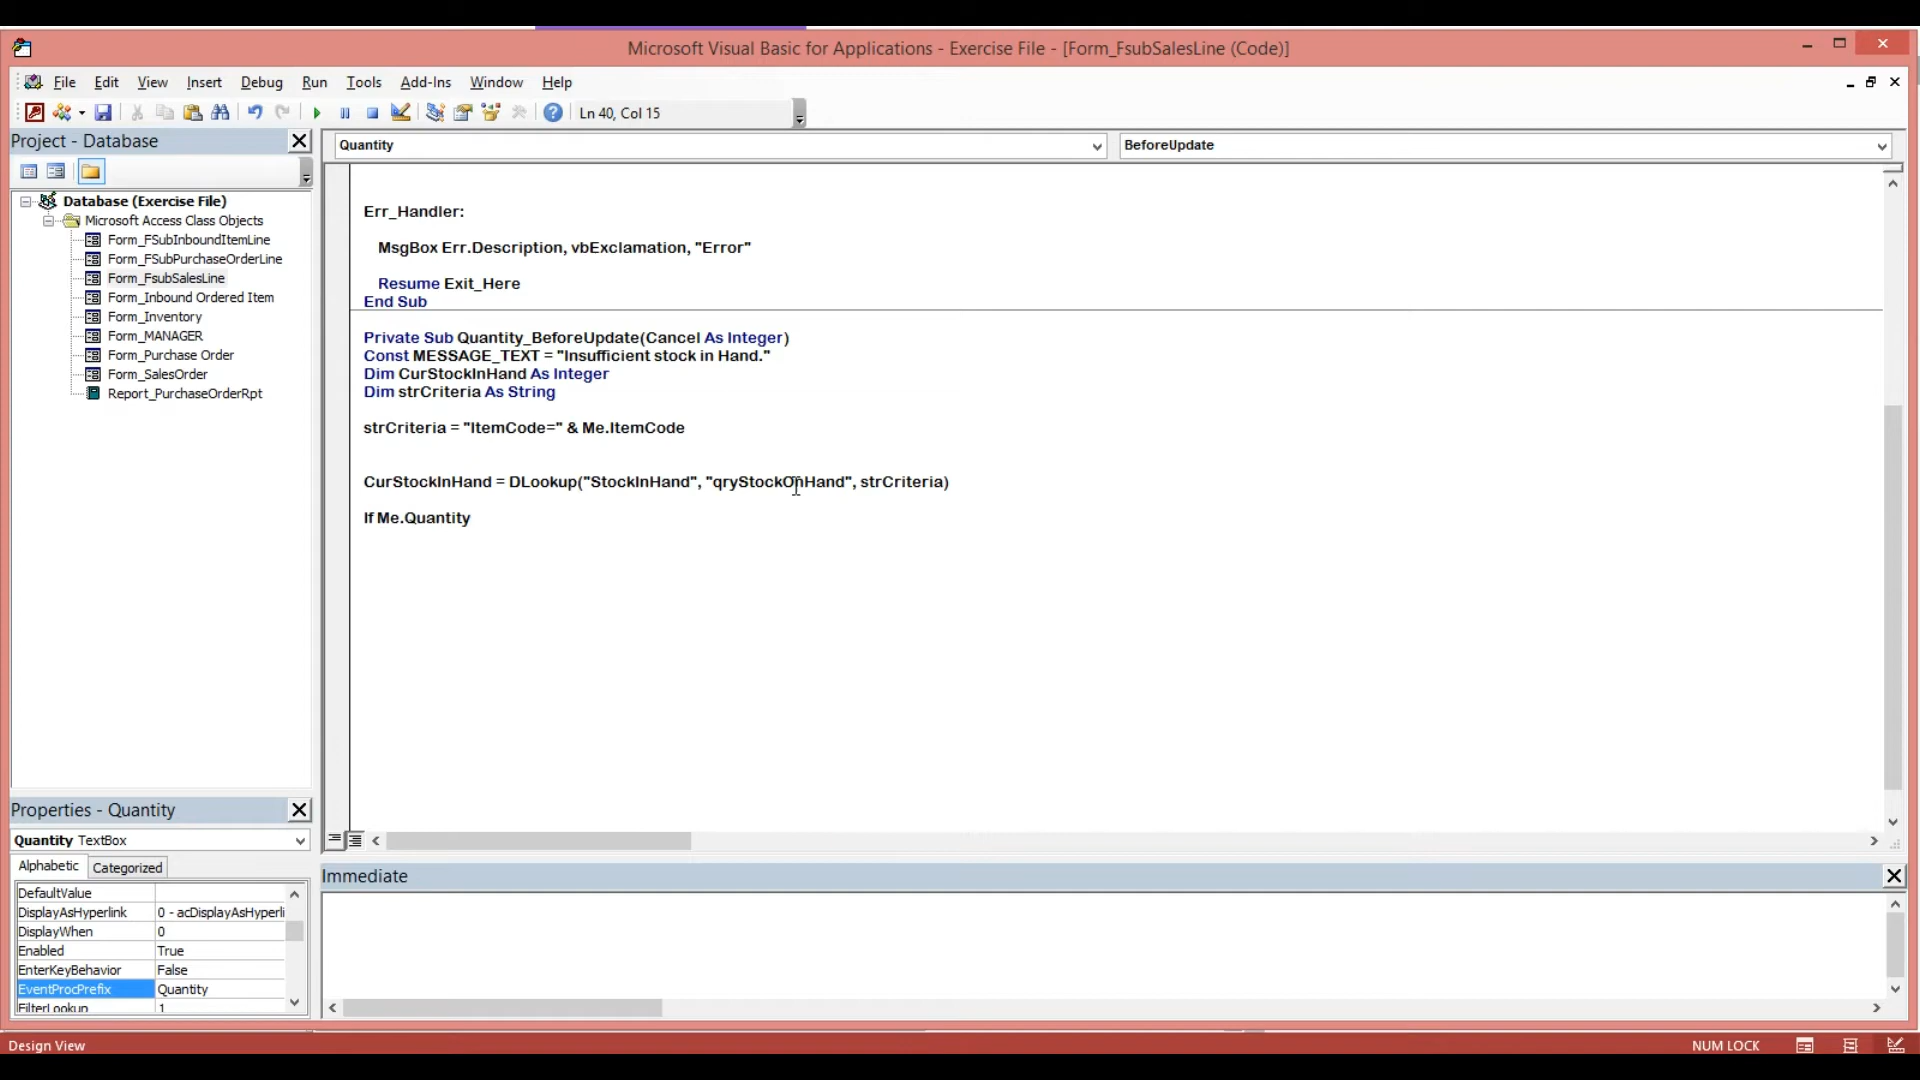 Microsoft Visual Basic for Applications - Exercise File - [Form_FsubSalesLine (Code)]
File Edit View Insert Debug Run Tools Add-Ins Window Help
Ln 40, Col 15
Project - Database
Quantity
BeforeUpdate
Database (Exercise File)
Microsoft Access Class Objects
Form_FSubInboundItemLine
Form_FSubPurchaseOrderLine
Form_FsubSalesLine
Form_Inbound Ordered Item
Form_Inventory
Form_MANAGER
Form_Purchase Order
Form_SalesOrder
Report_PurchaseOrderRpt
Err_Handler:
MsgBox Err.Description, vbExclamation, "Error"
Resume Exit_Here
End Sub
Private Sub Quantity_BeforeUpdate(Cancel As Integer)
Const MESSAGE_TEXT = "Insufficient stock in Hand."
Dim CurStockInHand As Integer
Dim strCriteria As String
strCriteria = "ItemCode=" & Me.ItemCode
CurStockInHand = DLookup("StockInHand", "qryStockOnHand", strCriteria)
If Me.Quantity
Properties - Quantity
Quantity TextBox
Alphabetic Categorized
DefaultValue
DisplayAsHyperlink 0 - acDisplayAsHyperli
DisplayWhen 0
Enabled True
EnterKeyBehavior False
EventProcPrefix Quantity
FilterLookup 1
Immediate
Design View
NUM LOCK